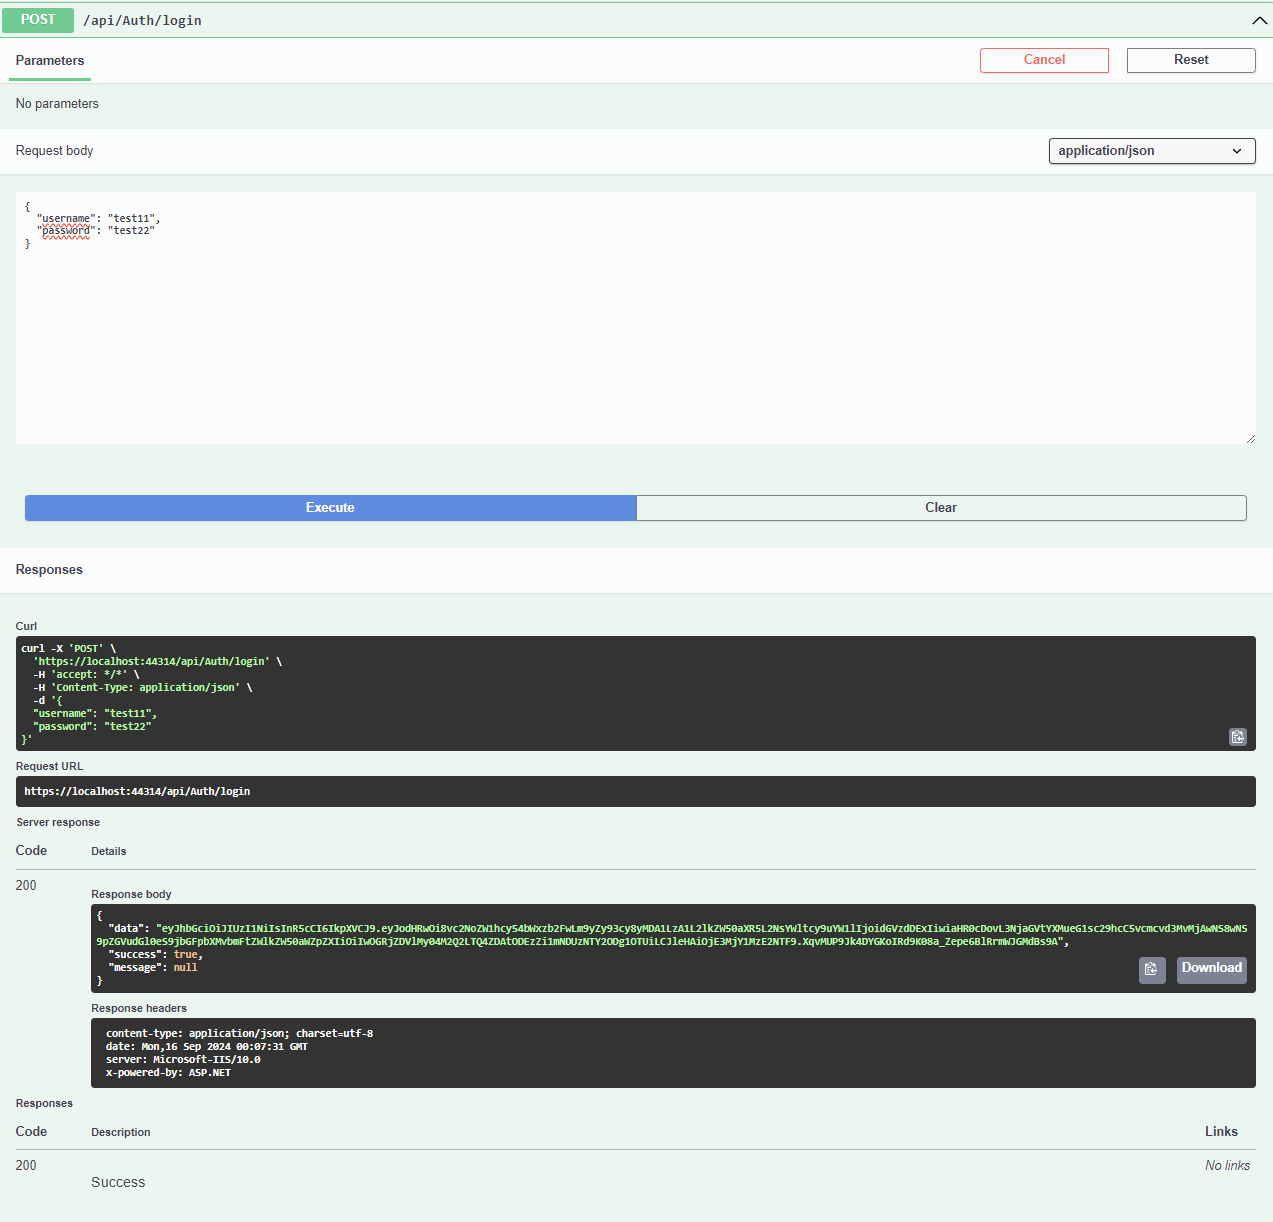 POST /api/Auth/login
Parameters
Cancel
Reset
No parameters
Request body
application/json
{
"username": "test11",
"password": "test22"
}
Execute
Clear
Responses
Curl
curl -X 'POST' \
'https://localhost:44314/api/Auth/login' \
-H 'accept: */*' \
-H 'Content-Type: application/json' \
-d '{
"username": "test11",
"password": "test22"
}'
Request URL
https://localhost:44314/api/Auth/login
Server response
Code Details
200
Response body
{
"data": "eyJhbGciOiJIUzI1NiIsInR5cCI6IkpXVCJ9.eyJodHRwOi8vc2NoZW1hcy54bWxzb2FwLm9yZy93cy8yMDA1LzA1L2lkZW50aXR5L2NsYWltcy9uYW1lIjoidGVzdDExIiwiaHR0cDovL3NjaGVtYXMueG1sc29hcC5vcmcvd3MvMjAwNS8wNS
9pZGVudGl0eS9jbGFpbXMvbmFtZWlkZW50aWZpZXIiOiIwOGRjZDVlMy04M2Q2LTQ4ZDAtODEzZi1mNDUzNTY2ODg1OTUiLCJleHAiOjE3MjY1MzE2NTF9.XqvMUP9Jk4DYGKoIRd9K08a_Zepe6BlRrmWJGMdBs9A",
"success": true,
"message": null
}
Download
Response headers
content-type: application/json; charset=utf-8
date: Mon,16 Sep 2024 00:07:31 GMT
server: Microsoft-IIS/10.0
x-powered-by: ASP.NET
Responses
Code Description Links
200 No links
Success